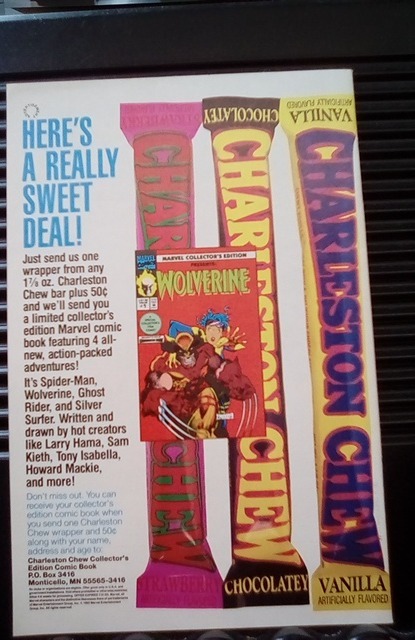 HERE'S
A REALLY
SWEET
DEAL!
Just send us one
wrapper from any
1⅞ oz. Charleston
Chew bar plus 50¢
and we'll send you
a limited collector's
edition Marvel comic
book featuring 4 all-
new, action-packed
adventures!
It's Spider-Man,
Wolverine, Ghost
Rider, and Silver
Surfer. Written and
drawn by hot creators
like Larry Hama, Sam
Kieth, Tony Isabella,
Howard Mackie,
and more!
Don't miss out. You can
receive your collector's
edition comic book when
you send one Charleston
Chew wrapper and 50¢
along with your name,
address and age to:
Charleston Chew Collector's
Edition Comic Book
P.O. Box 3416
Monticello, MN 55565-3416
STRAWBERRY
CHARLESTON CHEW
STRAWBERRY
CHOCOLATEY
CHARLESTON CHEW
CHOCOLATEY
VANILLA
ARTIFICIALLY FLAVORED
CHARLESTON CHEW
VANILLA
ARTIFICIALLY FLAVORED
MARVEL COLLECTOR'S EDITION
PRESENTS:
WOLVERINE